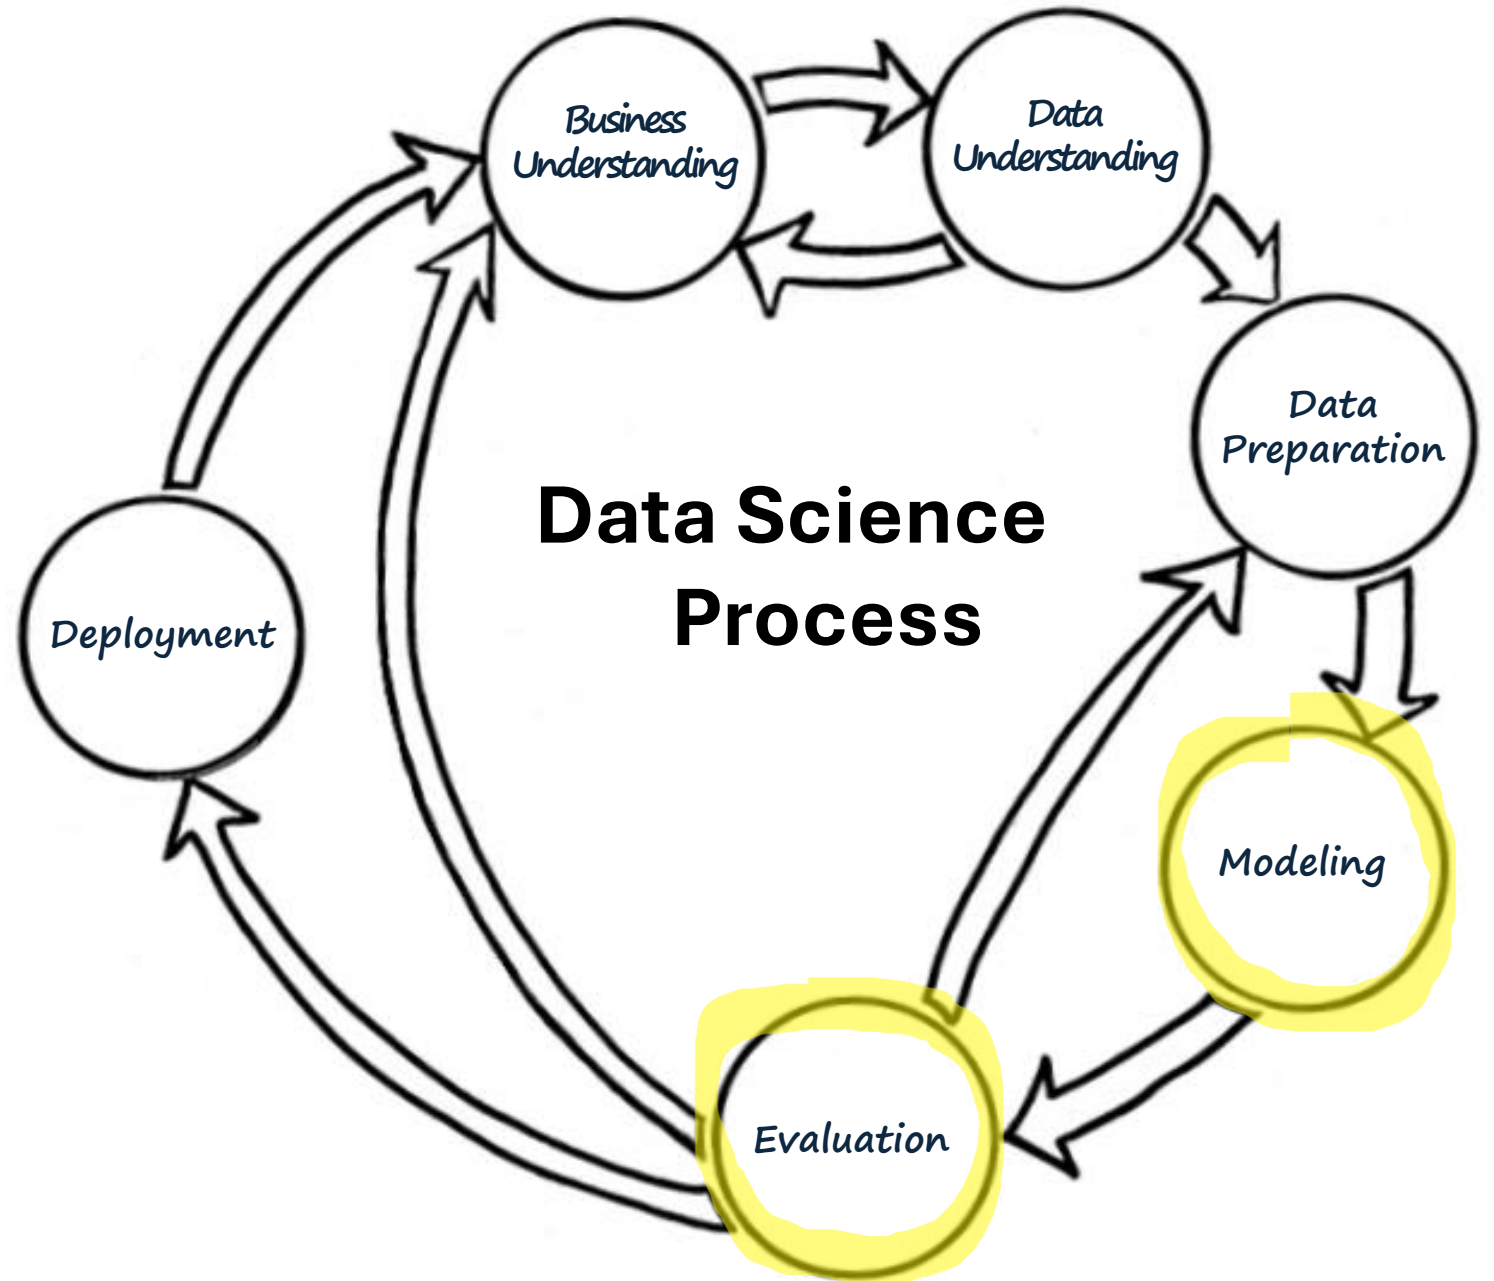 Business
Understanding
Data
Understanding
Data
Preparation
Data Science
Process
Deployment
Modeling
Evaluation